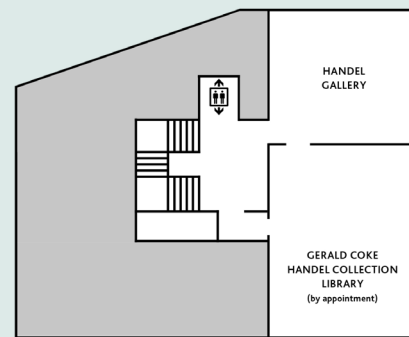 HANDEL
GALLERY
GERALD COKE
HANDEL COLLECTION
LIBRARY
(by appointment)